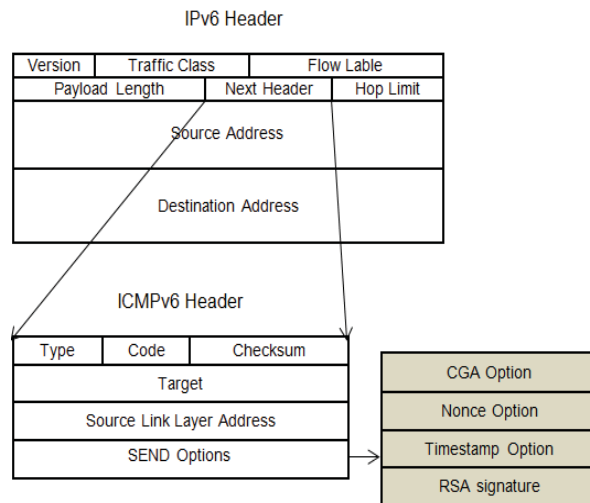 IPv6 Header
Version Traffic Class Flow Lable
Payload Length Next Header Hop Limit
Source Address
Destination Address
ICMPv6 Header
Type Code Checksum
Target
Source Link Layer Address
SEND Options
CGA Option
Nonce Option
Timestamp Option
RSA signature